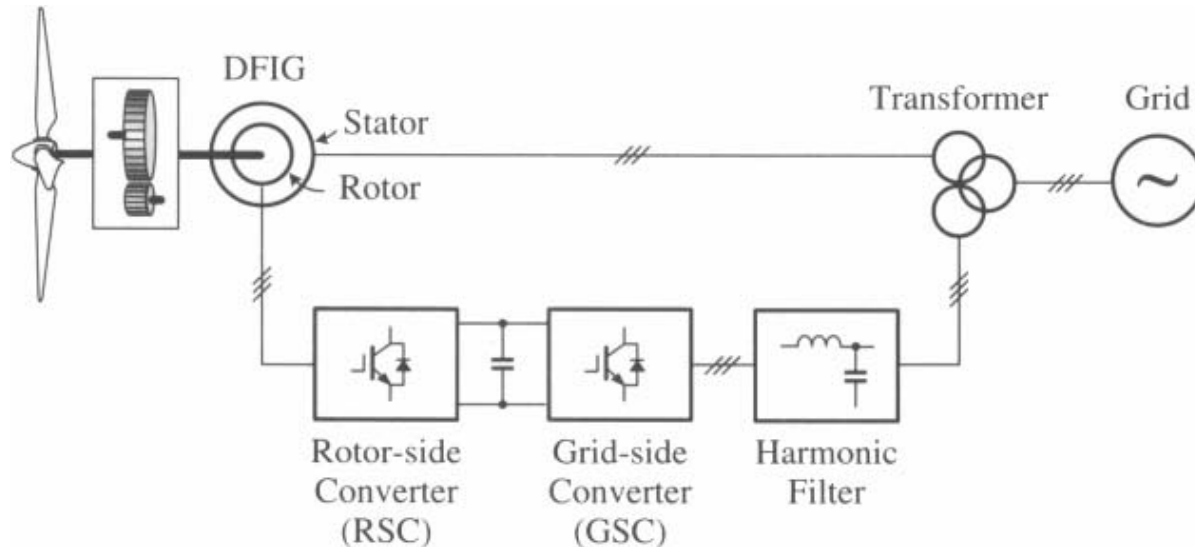 DFIG
Stator
Rotor
Transformer
Grid
~
Rotor-side
Converter
(RSC)
Grid-side
Converter
(GSC)
Harmonic
Filter